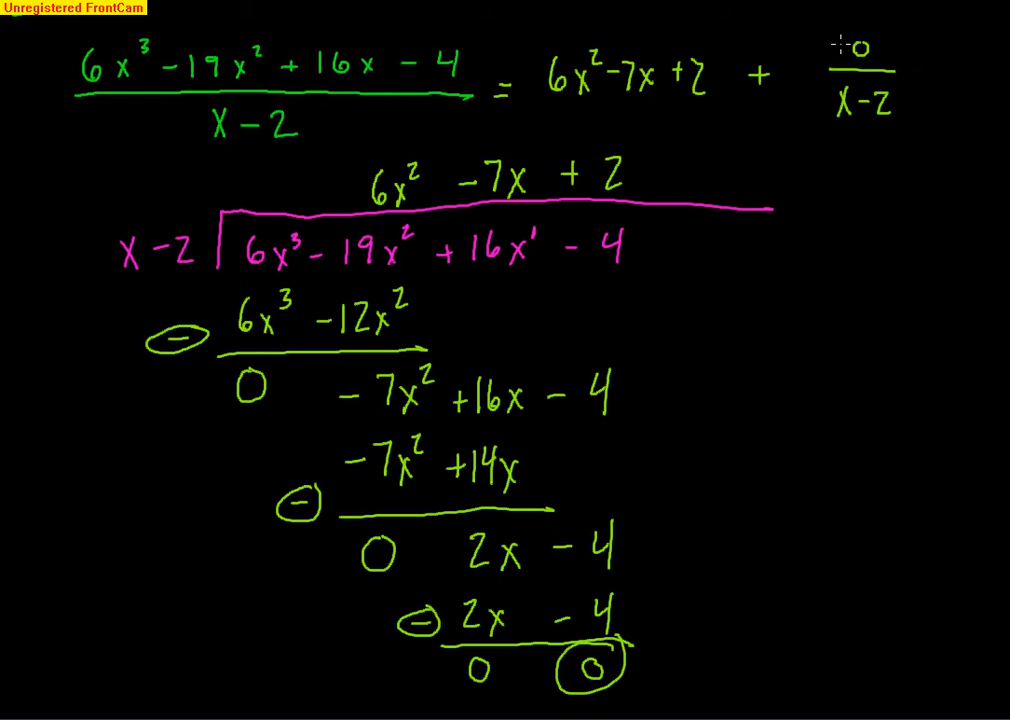 Unregistered FrontCam
6x³ - 19x² + 16x - 4 / x - 2 = 6x² - 7x + 2 + 0 / x - 2
6x² - 7x + 2
x - 2 6x³ - 19x² + 16x¹ - 4
- 6x³ - 12x²
0 - 7x² + 16x - 4
- - 7x² + 14x
0 2x - 4
- 2x - 4
0 0